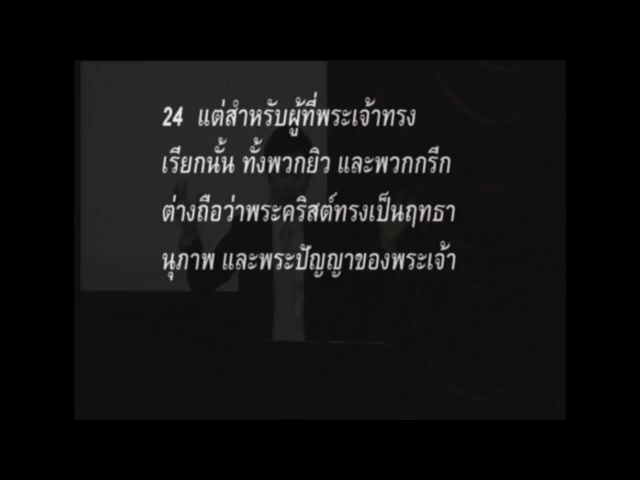 24 แต่สำหรับผู้ที่พระเจ้าทรง
เรียกนั้น ทั้งพวกยิว และพวกกรีก
ต่างถือว่าพระคริสต์ทรงเป็นฤทธา
นุภาพ และพระปัญญาของพระเจ้า